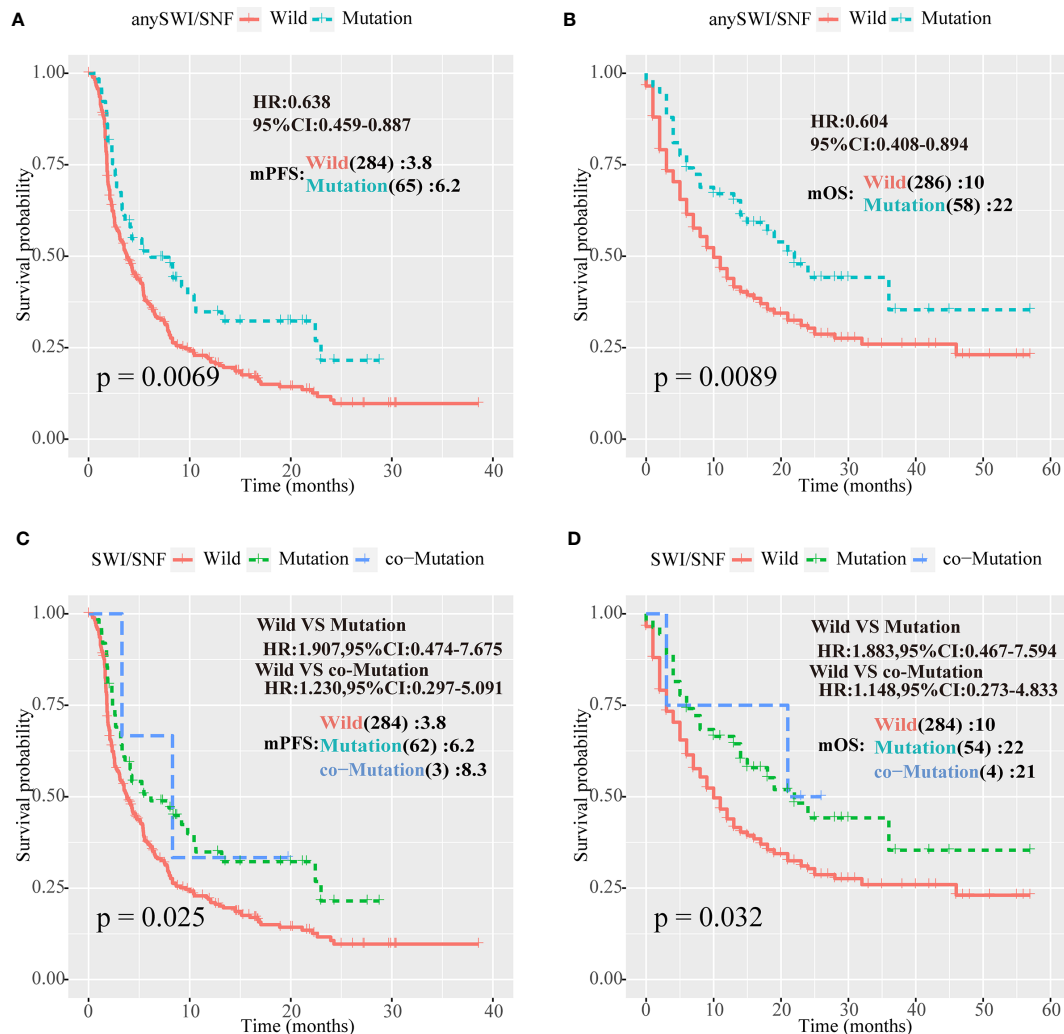 A
anySWI/SNF Wild Mutation
Survival probability
1.00
0.75
0.50
0.25
0.00
HR:0.638
95%CI:0.459-0.887
mPFS:
Wild(284) :3.8
Mutation(65) :6.2
p = 0.0069
0 10 20 30 40
Time (months)
B
anySWI/SNF Wild Mutation
Survival probability
1.00
0.75
0.50
0.25
0.00
HR:0.604
95%CI:0.408-0.894
mOS:
Wild(286) :10
Mutation(58) :22
p = 0.0089
0 10 20 30 40 50 60
Time (months)
C
SWI/SNF Wild Mutation co−Mutation
Survival probability
1.00
0.75
0.50
0.25
0.00
Wild VS Mutation
HR:1.907,95%CI:0.474-7.675
Wild VS co-Mutation
HR:1.230,95%CI:0.297-5.091
mPFS:
Wild(284) :3.8
Mutation(62) :6.2
co−Mutation(3) :8.3
p = 0.025
0 10 20 30 40
Time (months)
D
SWI/SNF Wild Mutation co−Mutation
Survival probability
1.00
0.75
0.50
0.25
0.00
Wild VS Mutation
HR:1.883,95%CI:0.467-7.594
Wild VS co-Mutation
HR:1.148,95%CI:0.273-4.833
mOS:
Wild(284) :10
Mutation(54) :22
co−Mutation(4) :21
p = 0.032
0 10 20 30 40 50 60
Time (months)